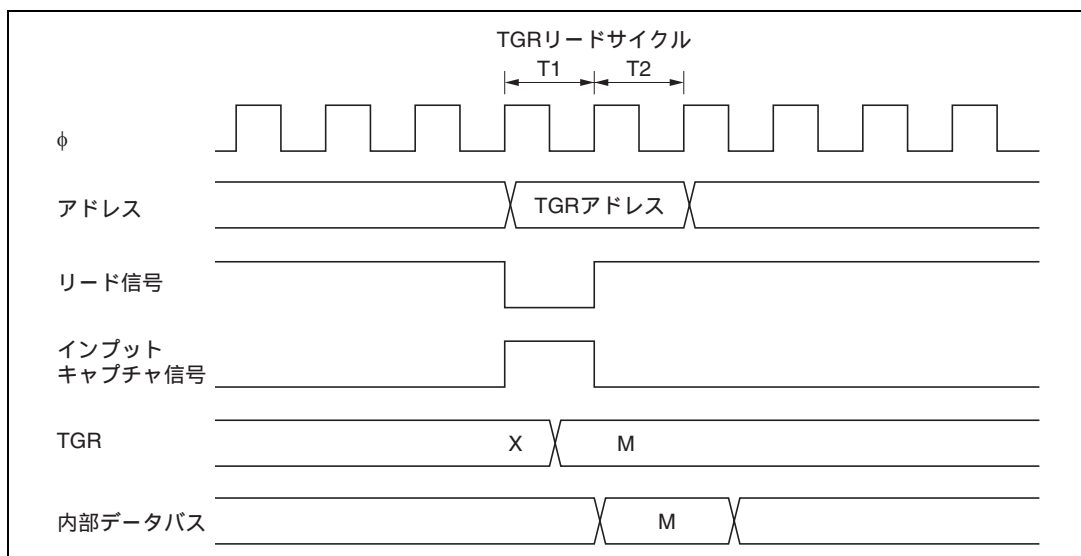 TGRリードサイクル
T1 T2
φ
アドレス
TGRアドレス
リード信号
インプット
キャプチャ信号
TGR
X M
内部データバス
M